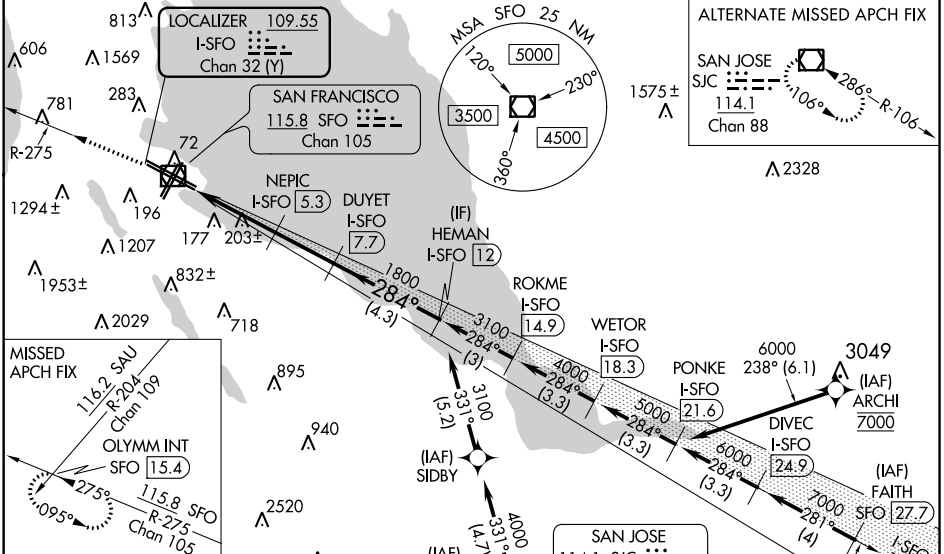 813
606
1569
283
781
R-275
72
1294±
196
1207
177
203±
1953±
832±
2029
718
895
940
2520
LOCALIZER 109.55
I-SFO
Chan 32 (Y)
SAN FRANCISCO
115.8 SFO
Chan 105
MSA SFO 25 NM
120°
5000
230°
3500
4500
360°
1575±
2328
ALTERNATE MISSED APCH FIX
SAN JOSE
SJC
114.1
Chan 88
286°
R-106
106°
NEPIC
I-SFO 5.3
DUYET
I-SFO
7.7
(IF)
HEMAN
I-SFO 12
ROKME
I-SFO
14.9
WETOR
I-SFO
18.3
PONKE
I-SFO
21.6
DIVEC
I-SFO
24.9
6000
238° (6.1)
3049
(IAF)
ARCHI
7000
(IAF)
FAITH
SFO 27.7
1800
284°
(4.3)
3100
284°
(3)
4000
284°
(3.3)
5000
284°
(3.3)
6000
284°
(3.3)
7000
281°
(4)
I-SFO
3100
331°
(5.2)
(IAF)
SIDBY
4000
331°
(4.7)
(IAF)
SAN JOSE
MISSED
APCH FIX
116.2 SAU
R-204
Chan 109
OLYMM INT
SFO 15.4
275°
095°
115.8 SFO
R-275
Chan 105